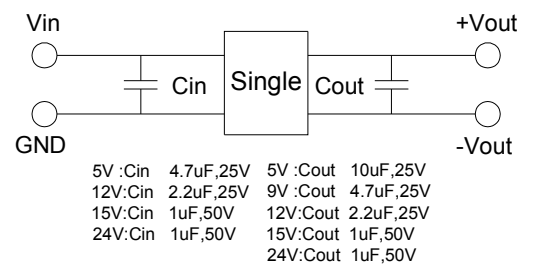 Vin +Vout
Cin Single Cout
GND -Vout
5V :Cin 4.7uF,25V 5V :Cout 10uF,25V
12V:Cin 2.2uF,25V 9V :Cout 4.7uF,25V
15V:Cin 1uF,50V 12V:Cout 2.2uF,25V
24V:Cin 1uF,50V 15V:Cout 1uF,50V
24V:Cout 1uF,50V